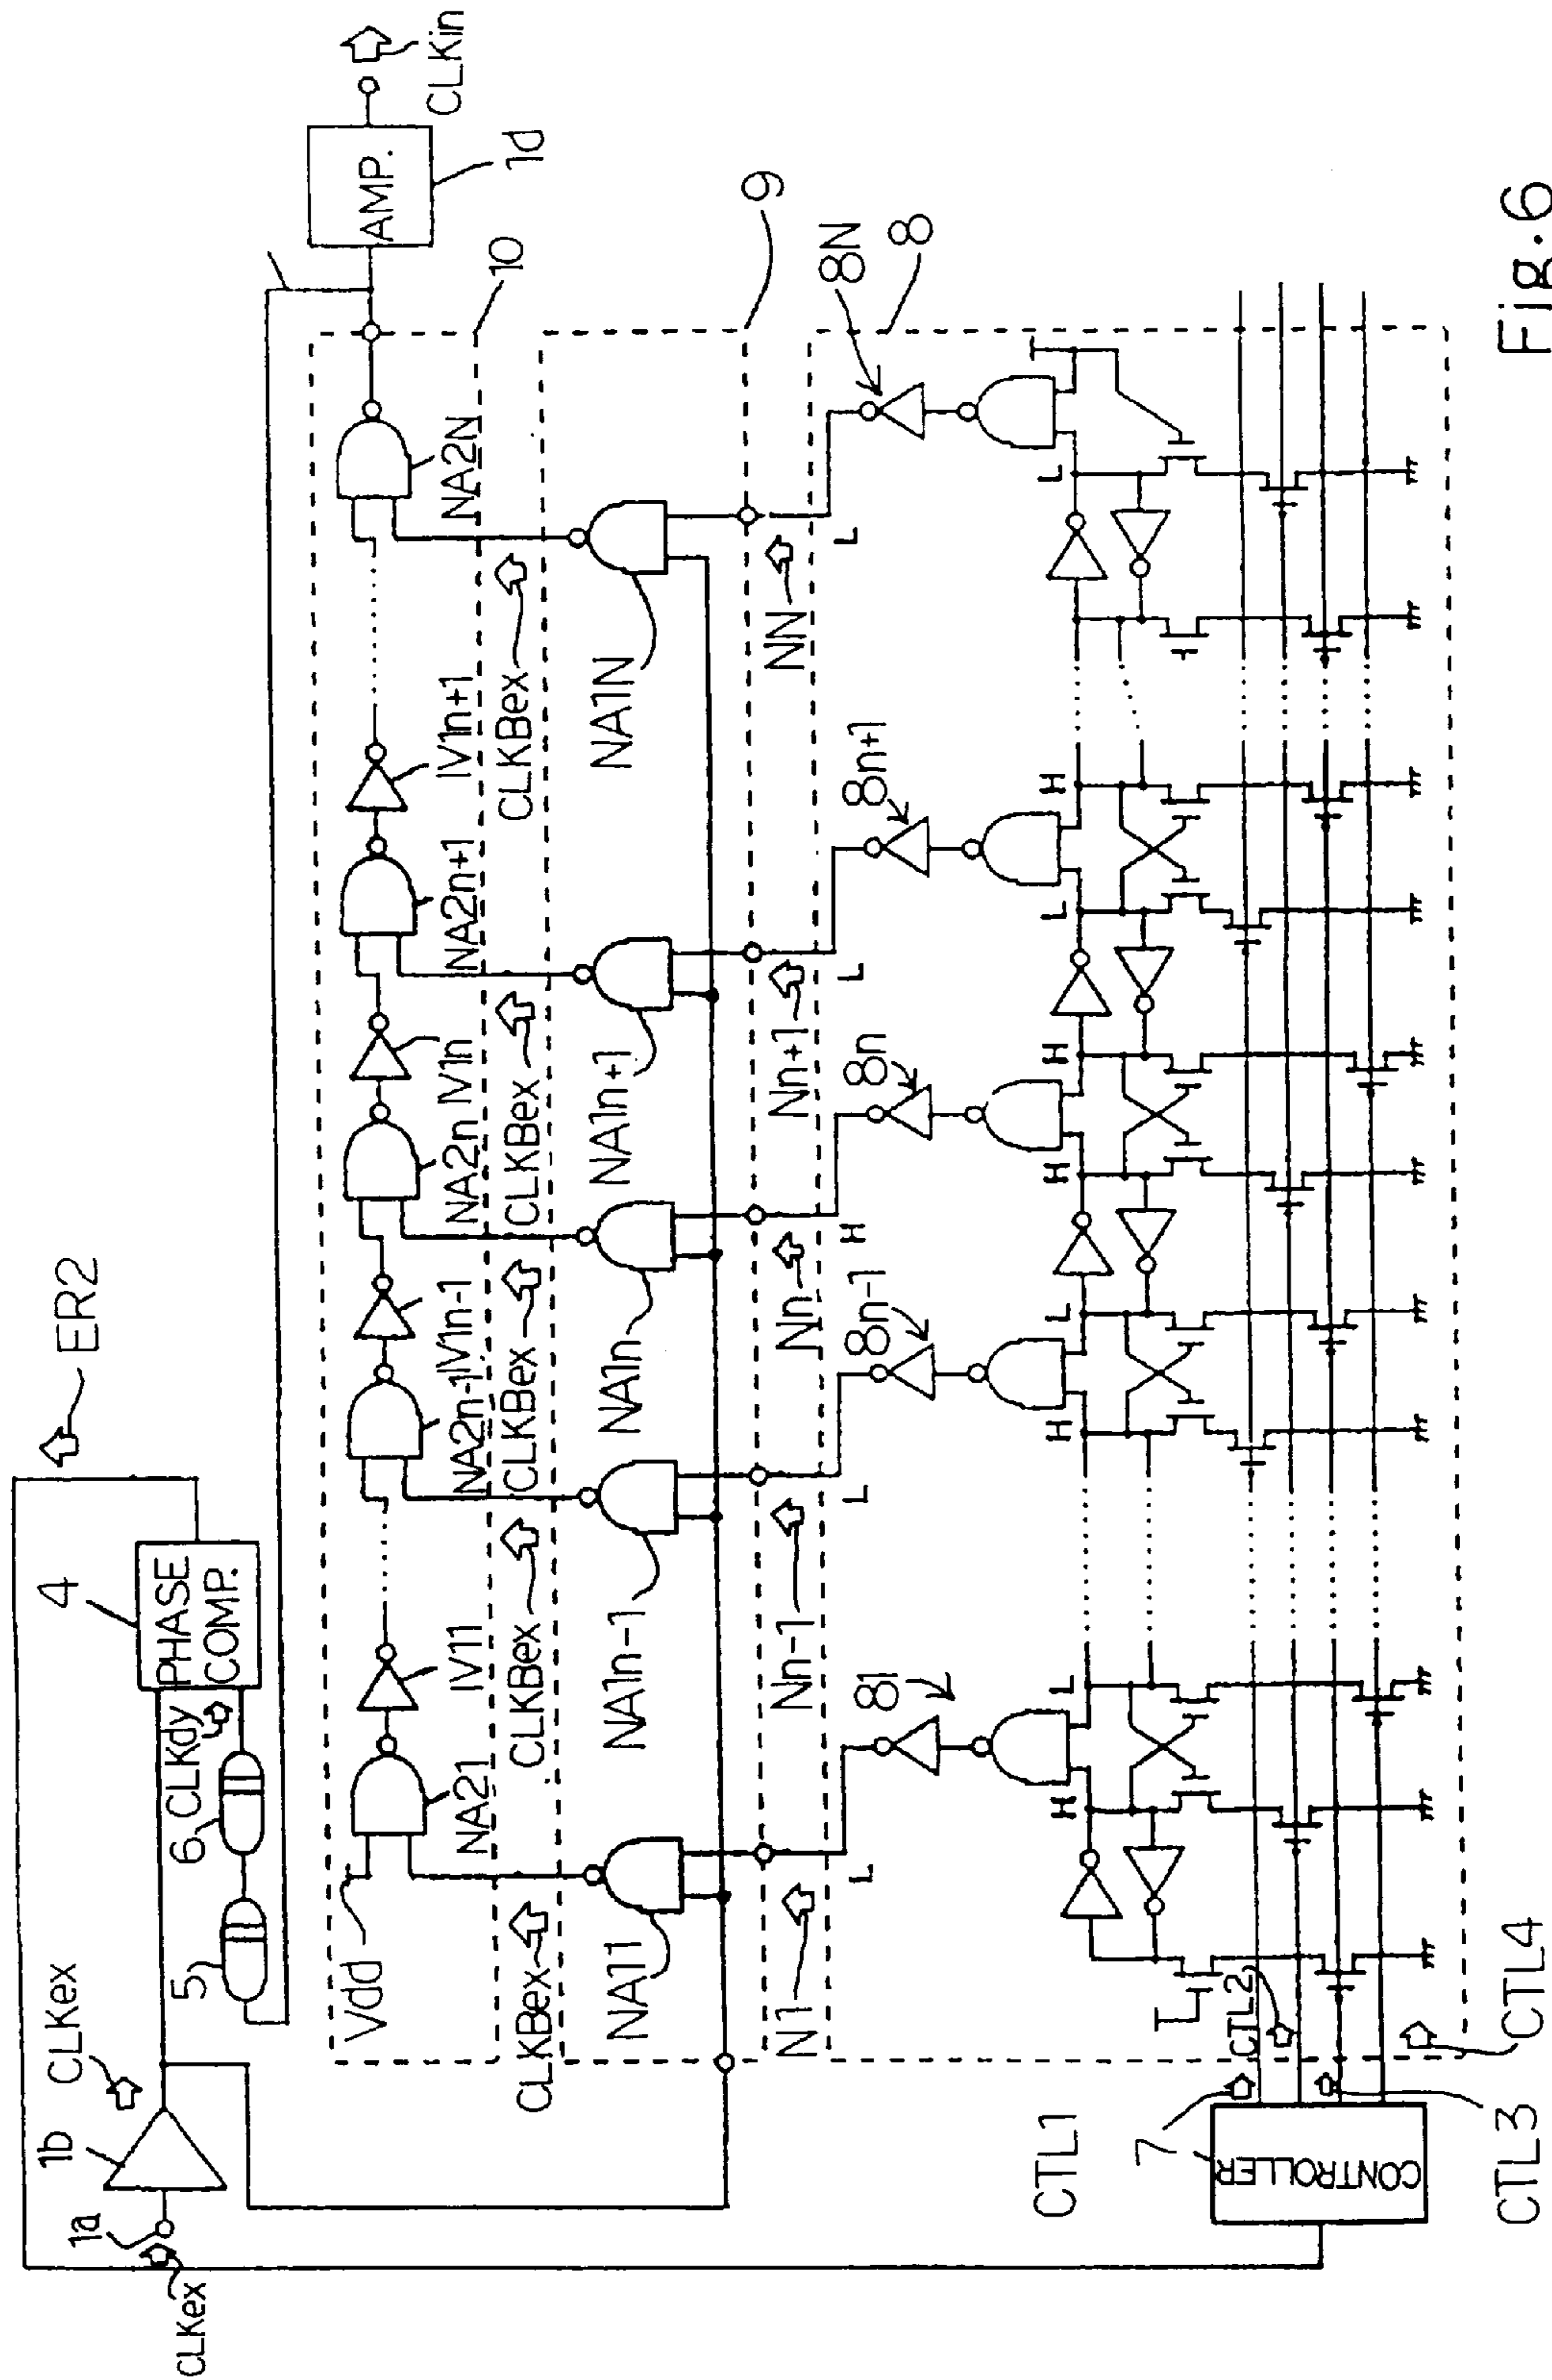 ER2
4
PHASE
COMP.
CLKdy
6
5
CLKex
1b
1a
CLKex
AMP.
CLKin
1d
10
Vdd
NA21
IV11
NA2n-1
IV1n-1
NA2n
IV1n
NA2n+1
IV1n+1
NA2N
CLKBex
CLKBex
CLKBex
CLKBex
CLKBex
NA11
NA1n-1
NA1n
NA1n+1
NA1N
9
N1
Nn-1
Nn
Nn+1
NN
L
L
H
L
L
81
8n-1
8n
8n+1
8N
8
H
L
H
L
H
H
L
H
L
CTL1
7
CTL2
CONTROLLER
CTL3
CTL4
Fig.6